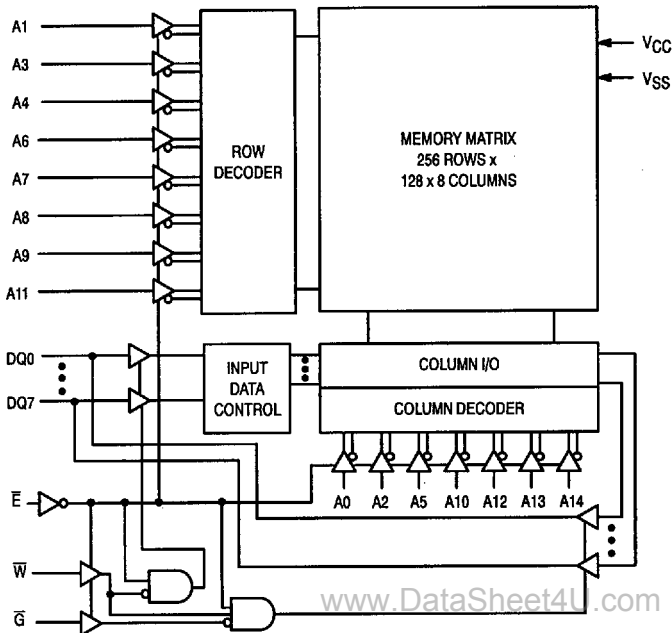 A1
A3
A4
A6
A7
A8
A9
A11
ROW
DECODER
MEMORY MATRIX
256 ROWS x
128 x 8 COLUMNS
VCC
VSS
DQ0
DQ7
INPUT
DATA
CONTROL
COLUMN I/O
COLUMN DECODER
A0 A2 A5 A10 A12 A13 A14
E̅
W̅
G̅
www.DataSheet4U.com